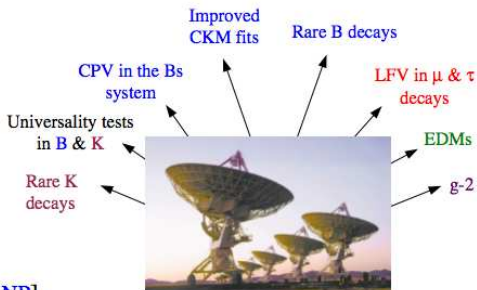 Improved
CKM fits
Rare B decays
CPV in the Bs
system
LFV in μ & τ
decays
Universality tests
in B & K
EDMs
Rare K
decays
g-2
NP]